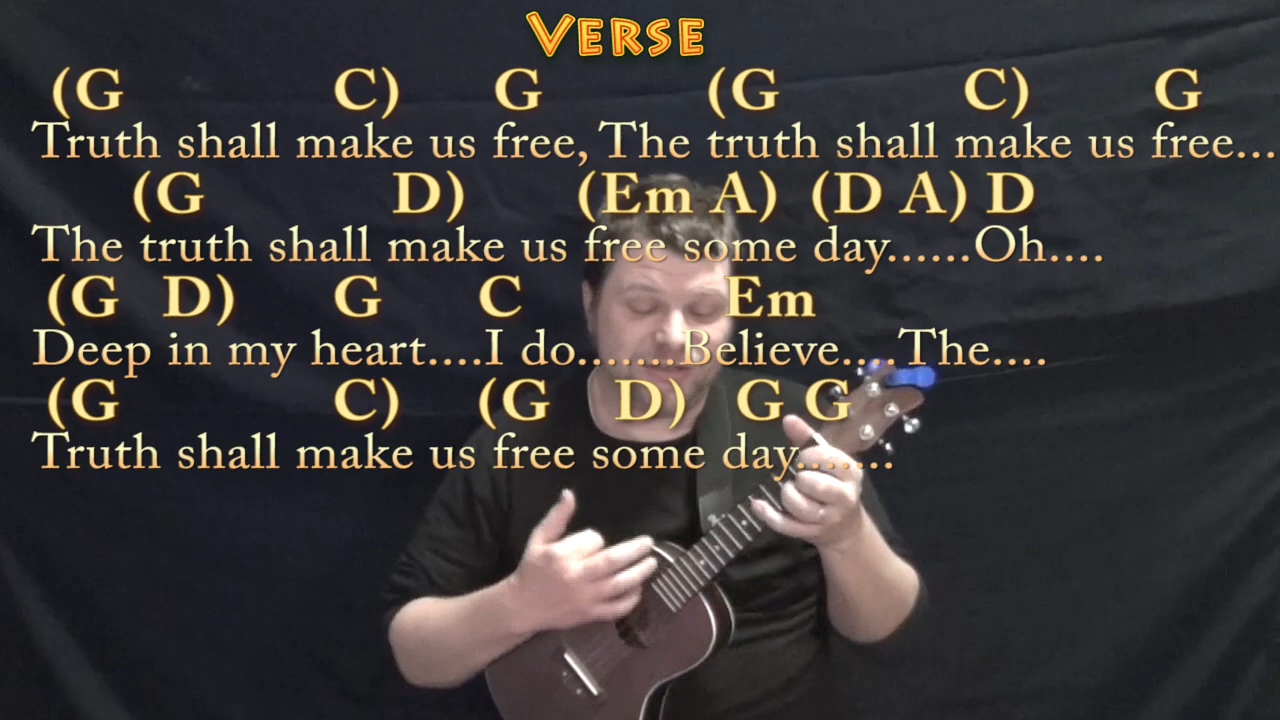 VERSE
(G C) G (G C) G
Truth shall make us free, The truth shall make us free...
(G D) (Em A) (D A) D
The truth shall make us free some day......Oh....
(G D) G C Em
Deep in my heart....I do.......Believe....The....
(G C) (G D) G G
Truth shall make us free some day.......